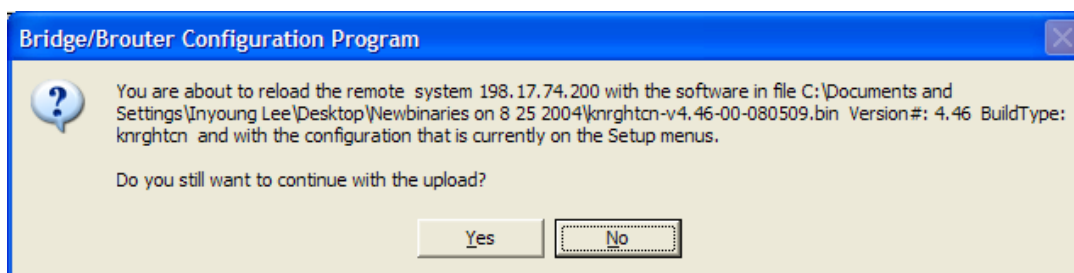 Bridge/Brouter Configuration Program
You are about to reload the remote  system 198.17.74.200 with the software in file C:\Documents and
Settings\Inyoung Lee\Desktop\Newbinaries on 8 25 2004\knrghtcn-v4.46-00-080509.bin  Version#: 4.46  BuildType:
knrghtcn  and with the configuration that is currently on the Setup menus.
Do you still want to continue with the upload?
Yes
No